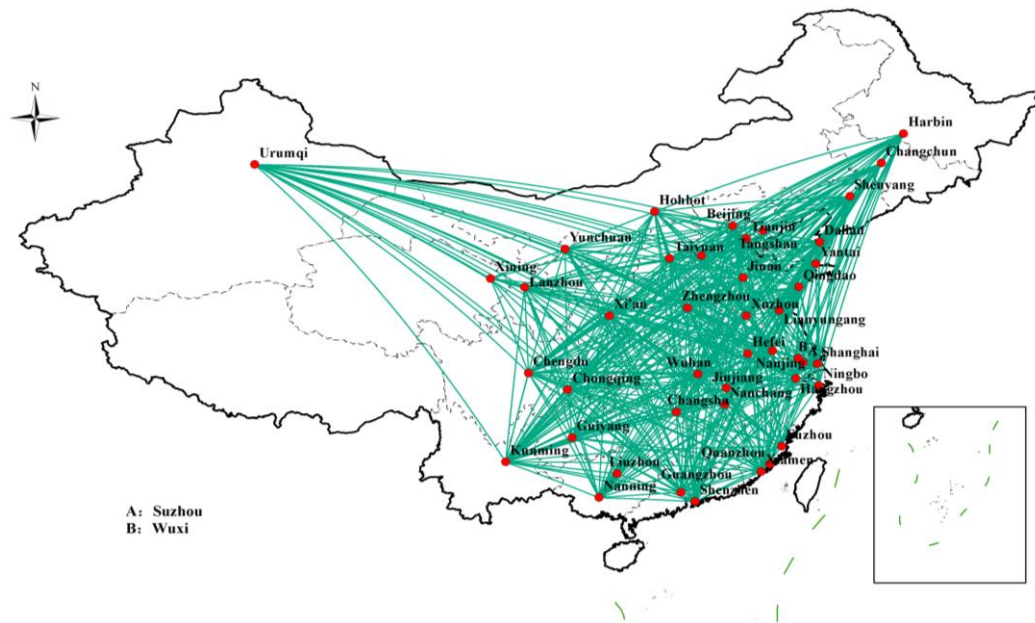 N
Harbin
Urumqi
Changchun
Shenyang
Hohhot
Beijing
Tianjin
Dalian
Yunchuan
Taiyuan
Tangshan
Yantai
Xining
Lanzhou
Jinan
Qingdao
Zhengzhou
Xuzhou
Xi'an
Lianyungang
Hefei
B
A
Shanghai
Chengdu
Wuhan
Nanjing
Ningbo
Chongqing
Jiujiang
Hangzhou
Changsha
Nanchang
Guiyang
Fuzhou
Kunming
Quanzhou
Xiamen
Liuzhou
Guangzhou
Nanning
Shenzhen
A: Suzhou
B: Wuxi